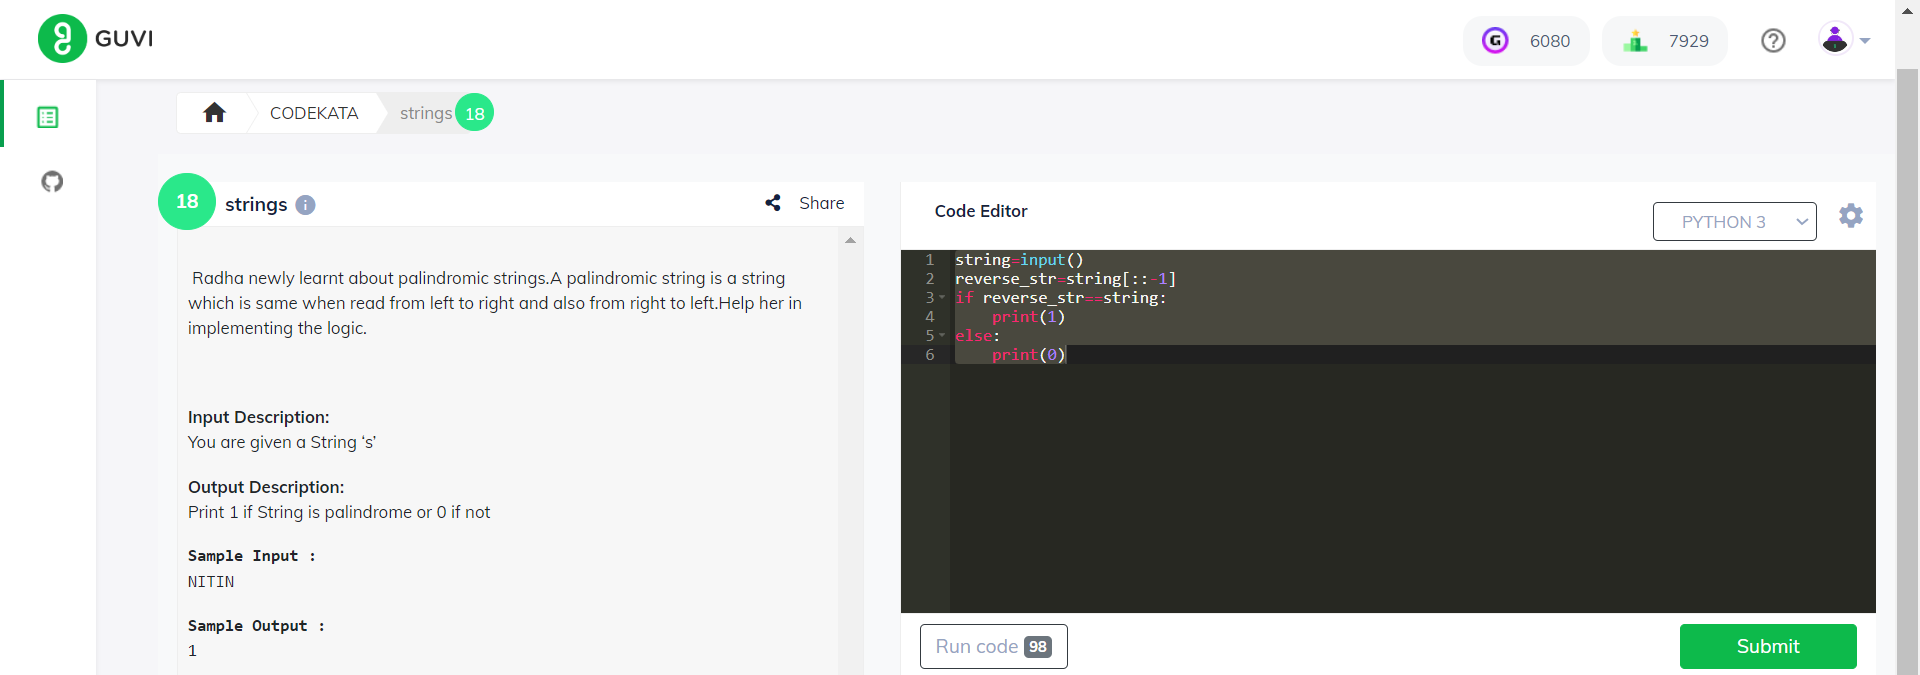 GUVI
6080
7929
CODEKATA
strings 18
18 strings
Share
Radha newly learnt about palindromic strings.A palindromic string is a string
which is same when read from left to right and also from right to left.Help her in
implementing the logic.
Input Description:
You are given a String ‘s’
Output Description:
Print 1 if String is palindrome or 0 if not
Sample Input :
NITIN
Sample Output :
1
Code Editor
PYTHON 3
1 string=input()
2 reverse_str=string[::-1]
3 if reverse_str==string:
4     print(1)
5 else:
6     print(0)
Run code 98
Submit